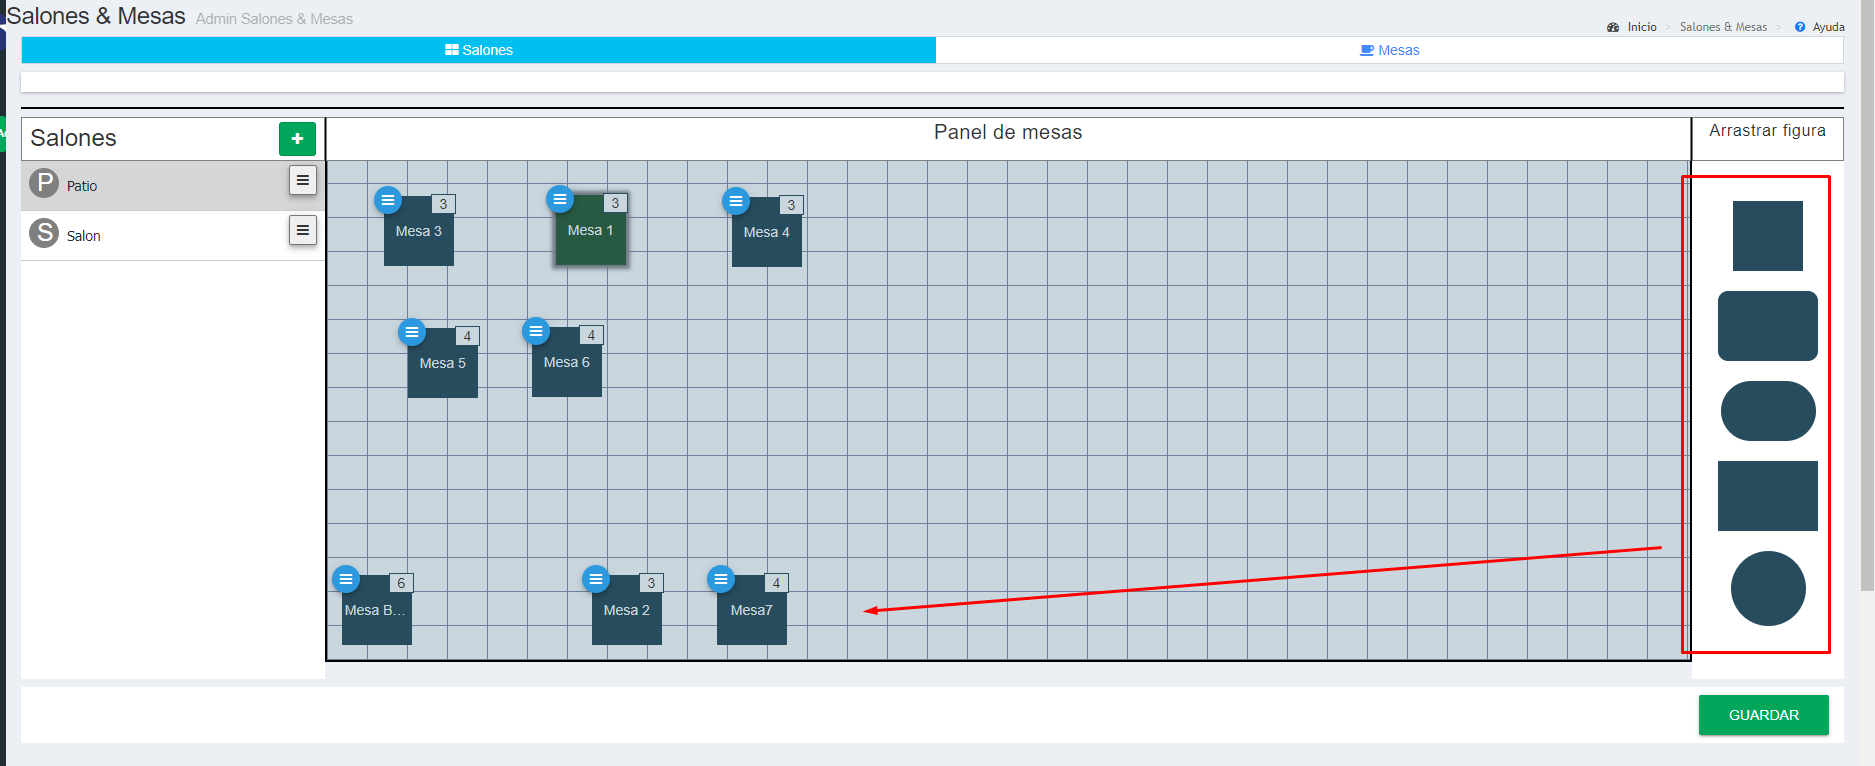 Salones & Mesas Admin Salones & Mesas
Inicio > Salones & Mesas > Ayuda
Salones
Mesas
Salones
Panel de mesas
Arrastrar figura
P Patio
S Salon
3
Mesa 3
3
Mesa 1
3
Mesa 4
4
Mesa 5
4
Mesa 6
6
Mesa B...
3
Mesa 2
4
Mesa7
GUARDAR